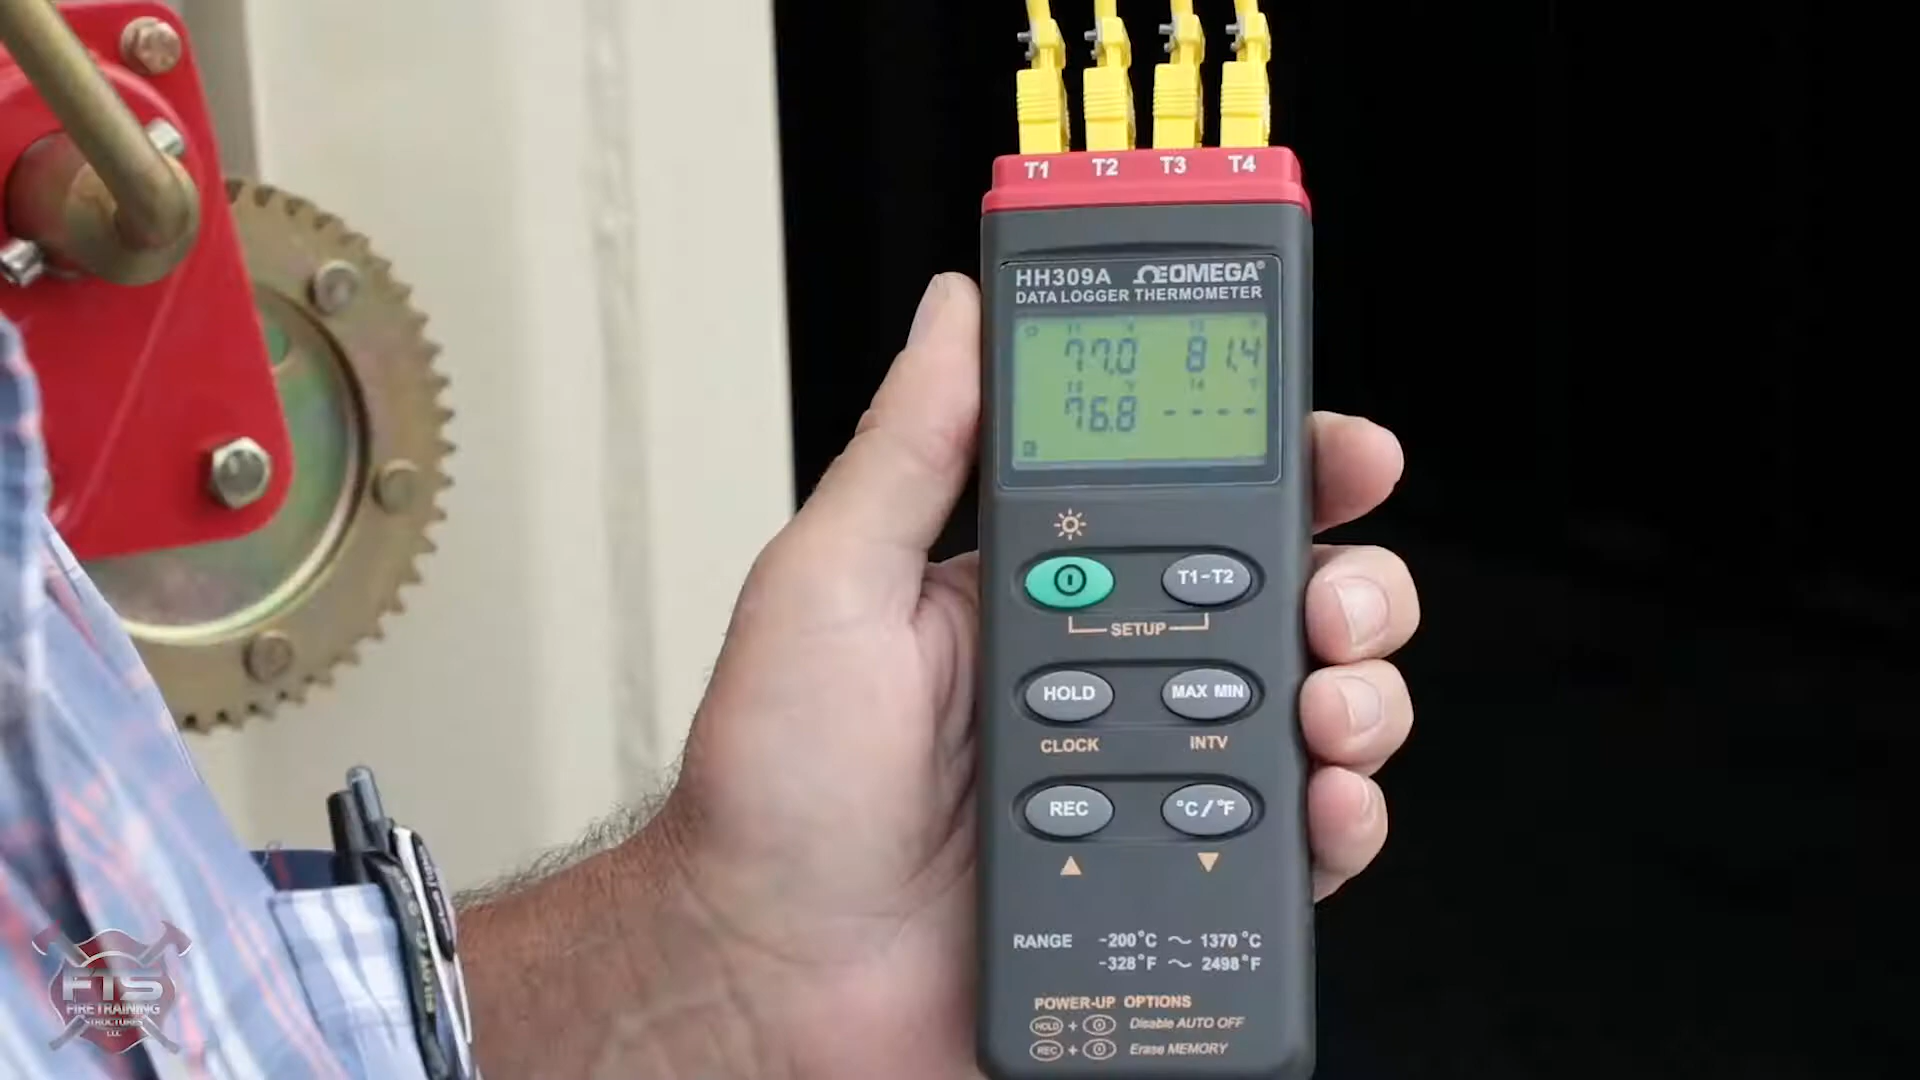 T1 T2 T3 T4
HH309A OMEGA®
DATA LOGGER THERMOMETER
77.0 81.4
76.8 ----
T1-T2
SETUP
HOLD MAX MIN
CLOCK INTV
REC °C/°F
RANGE -200°C ~ 1370°C
-328°F ~ 2498°F
POWER-UP OPTIONS
HOLD + Disable AUTO OFF
REC + Erase MEMORY
FTS
FIRE TRAINING
STRUCTURES
LLC